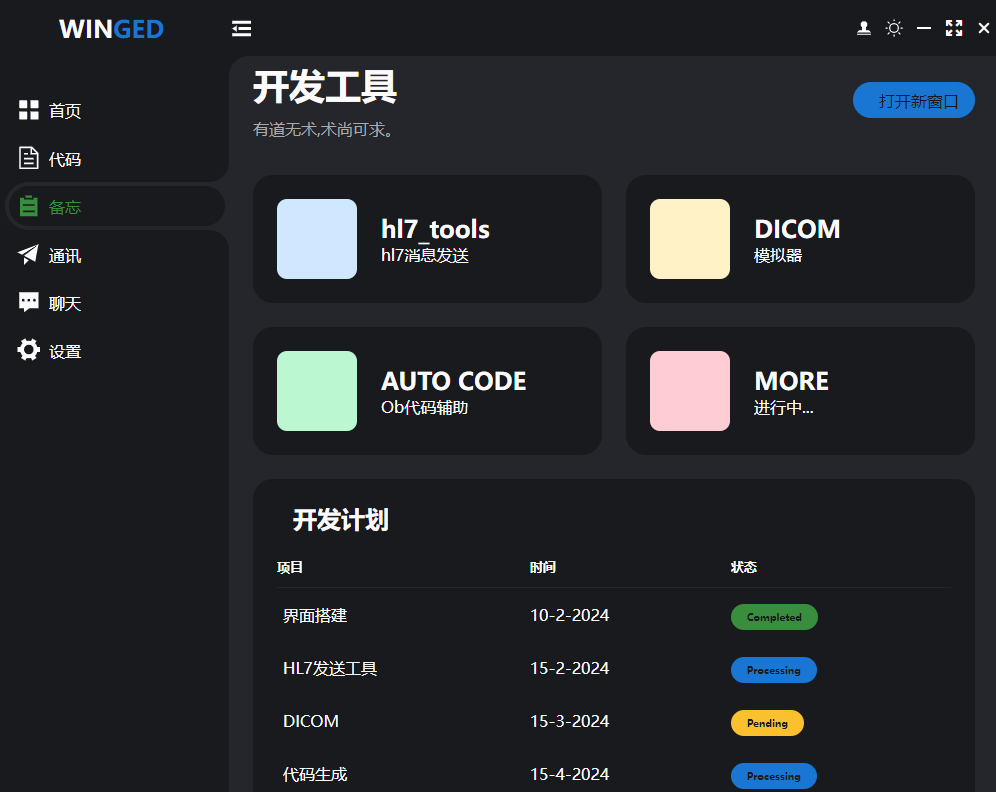 WINGED
首页
代码
备忘
通讯
聊天
设置
开发工具
有道无术,术尚可求。
打开新窗口
hl7_tools
hl7消息发送
DICOM
模拟器
AUTO CODE
Ob代码辅助
MORE
进行中...
开发计划
项目 时间 状态
界面搭建 10-2-2024 Completed
HL7发送工具 15-2-2024 Processing
DICOM 15-3-2024 Pending
代码生成 15-4-2024 Processing